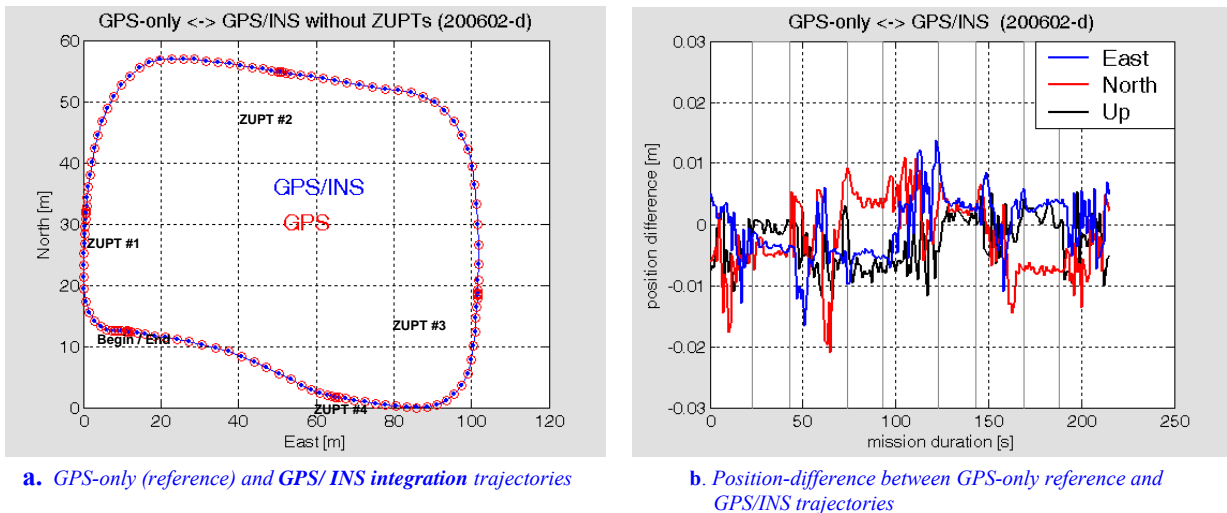 GPS-only <-> GPS/INS without ZUPTs (200602-d)
60
50
40
30
20
10
0
North [m]
ZUPT #2
GPS/INS
GPS
ZUPT #1
ZUPT #3
Begin / End
ZUPT #4
0
20
40
60
80
100
120
East [m]
a. GPS-only (reference) and GPS/ INS integration trajectories
GPS-only <-> GPS/INS (200602-d)
0.03
0.02
0.01
0
-0.01
-0.02
-0.03
position difference [m]
East
North
Up
0
50
100
150
200
250
mission duration [s]
b. Position-difference between GPS-only reference and
GPS/INS trajectories